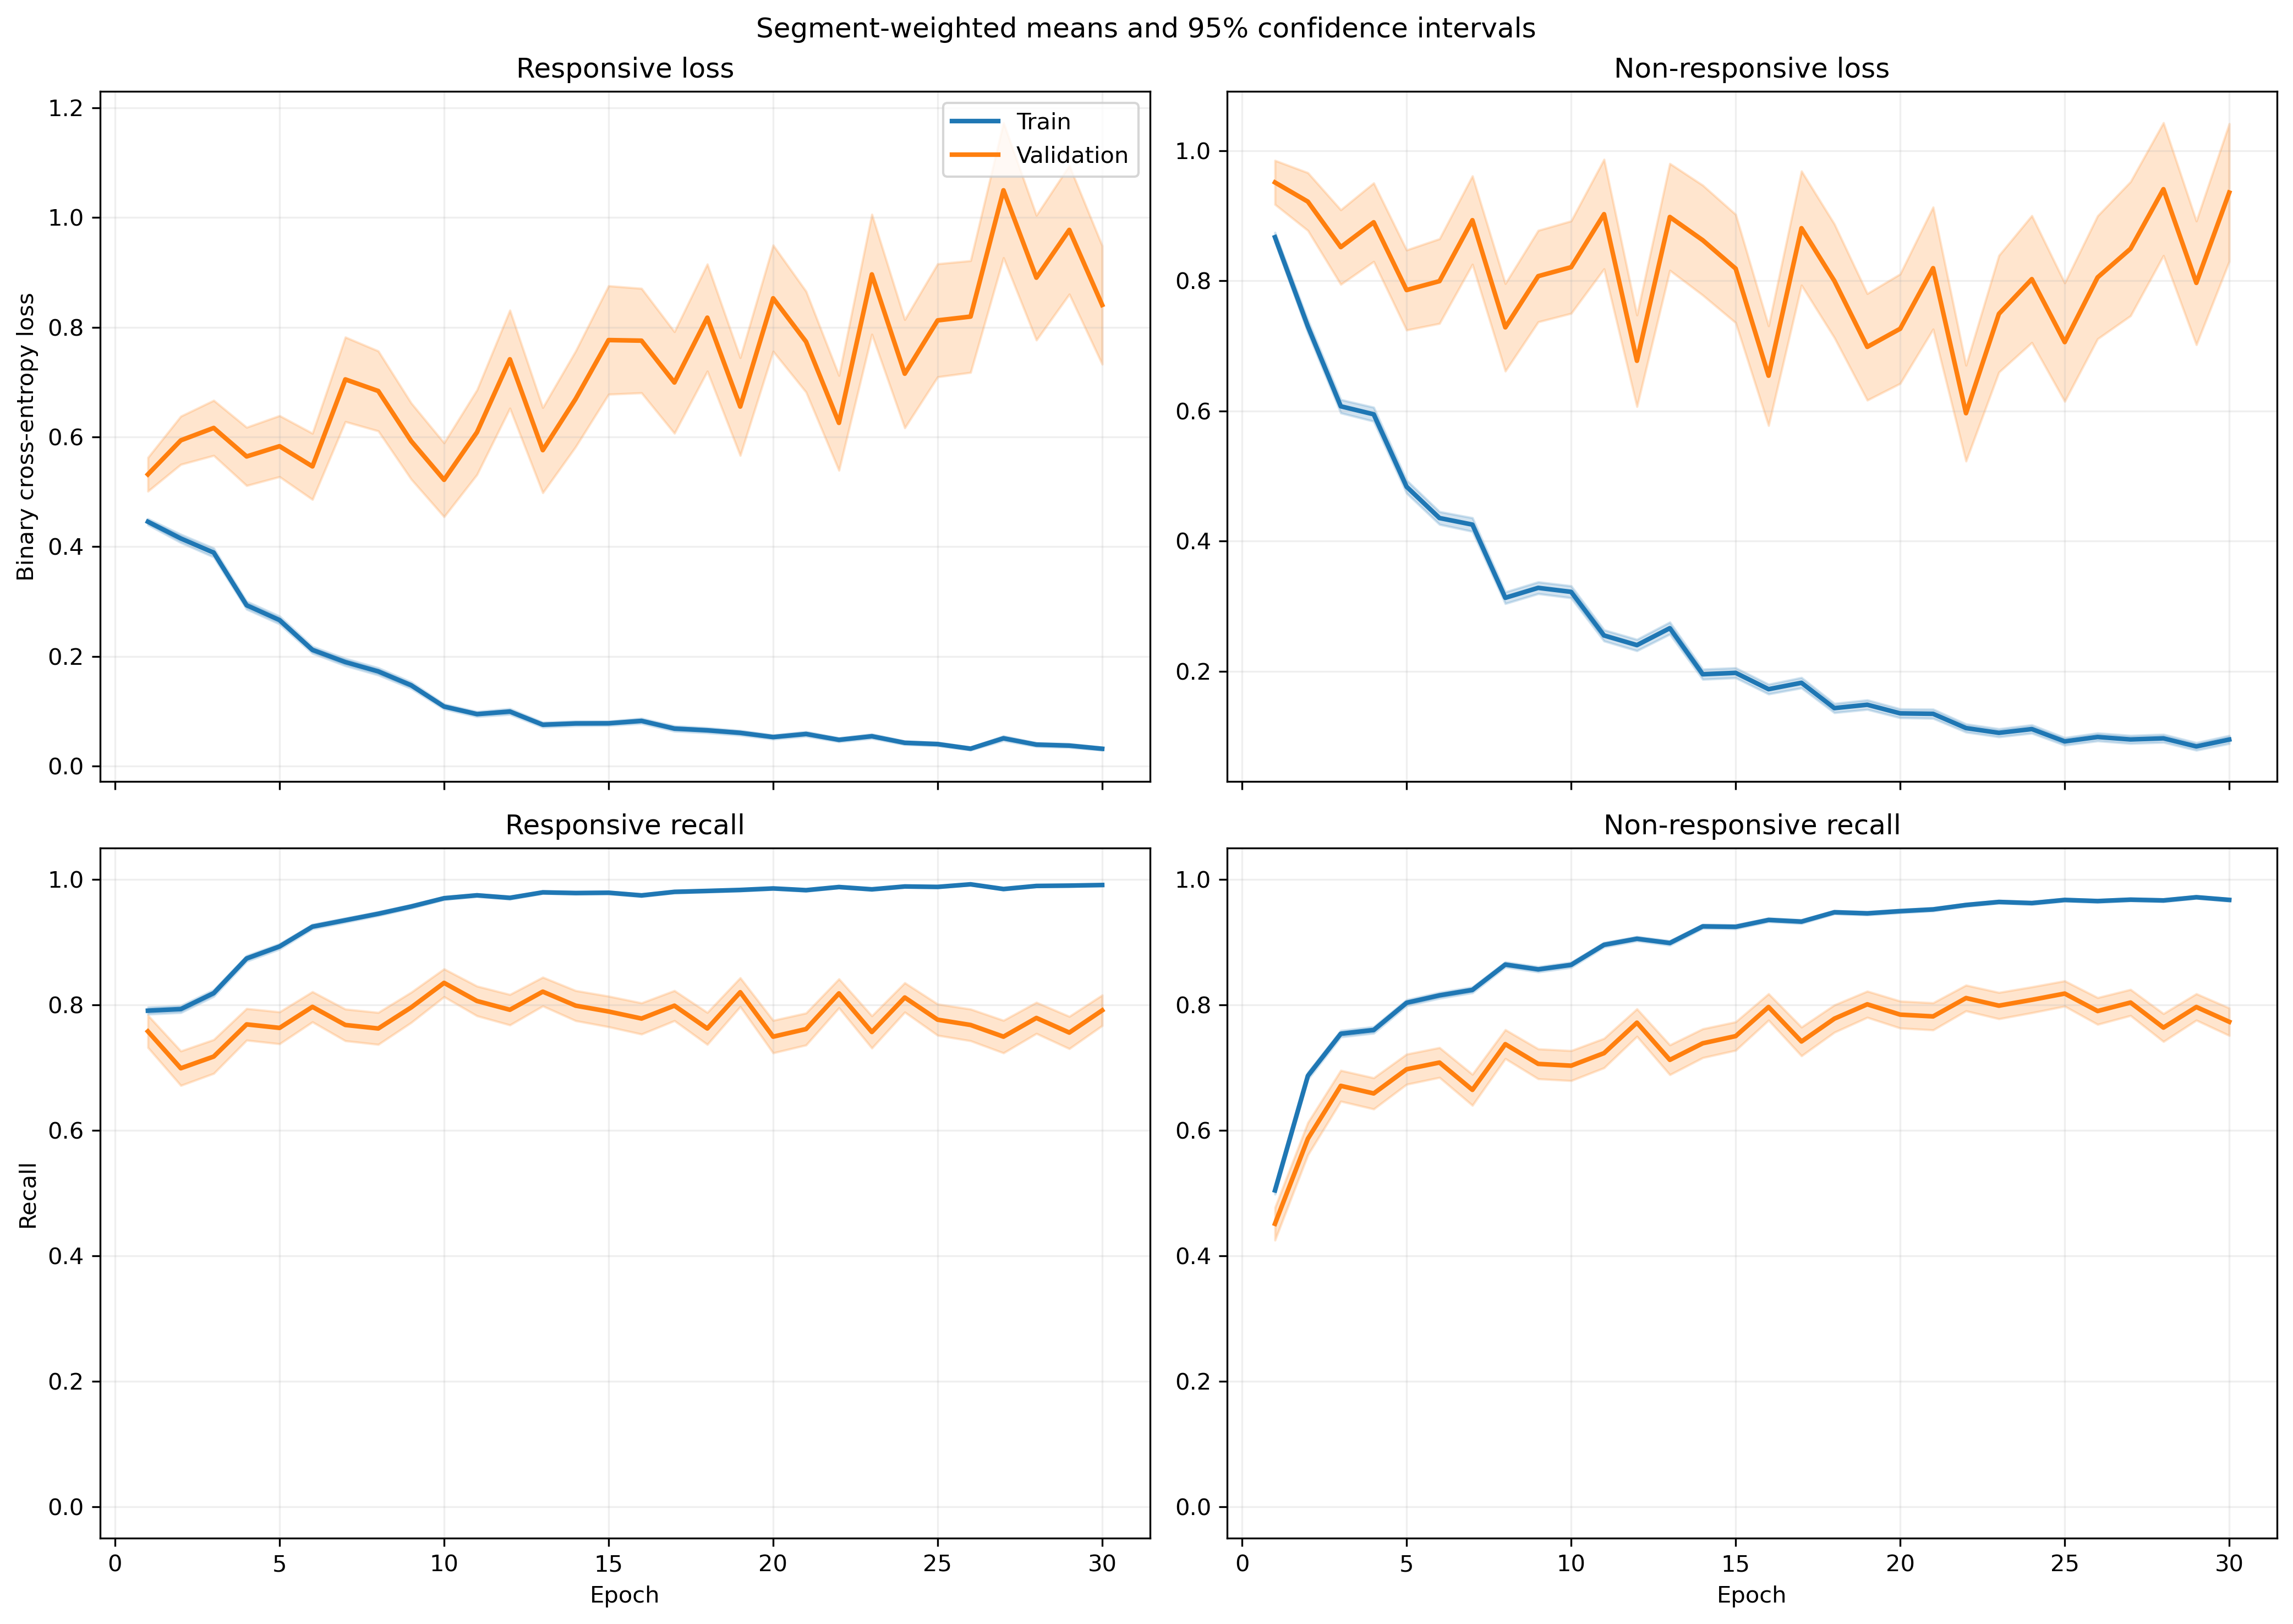 Segment-weighted means and 95% confidence intervals
Responsive loss
Non-responsive loss
Train
Validation
Binary cross-entropy loss
1.2
1.0
0.8
0.6
0.4
0.2
0.0
1.0
0.8
0.6
0.4
0.2
Responsive recall
Non-responsive recall
Recall
1.0
0.8
0.6
0.4
0.2
0.0
1.0
0.8
0.6
0.4
0.2
0.0
0 5 10 15 20 25 30
0 5 10 15 20 25 30
Epoch
Epoch